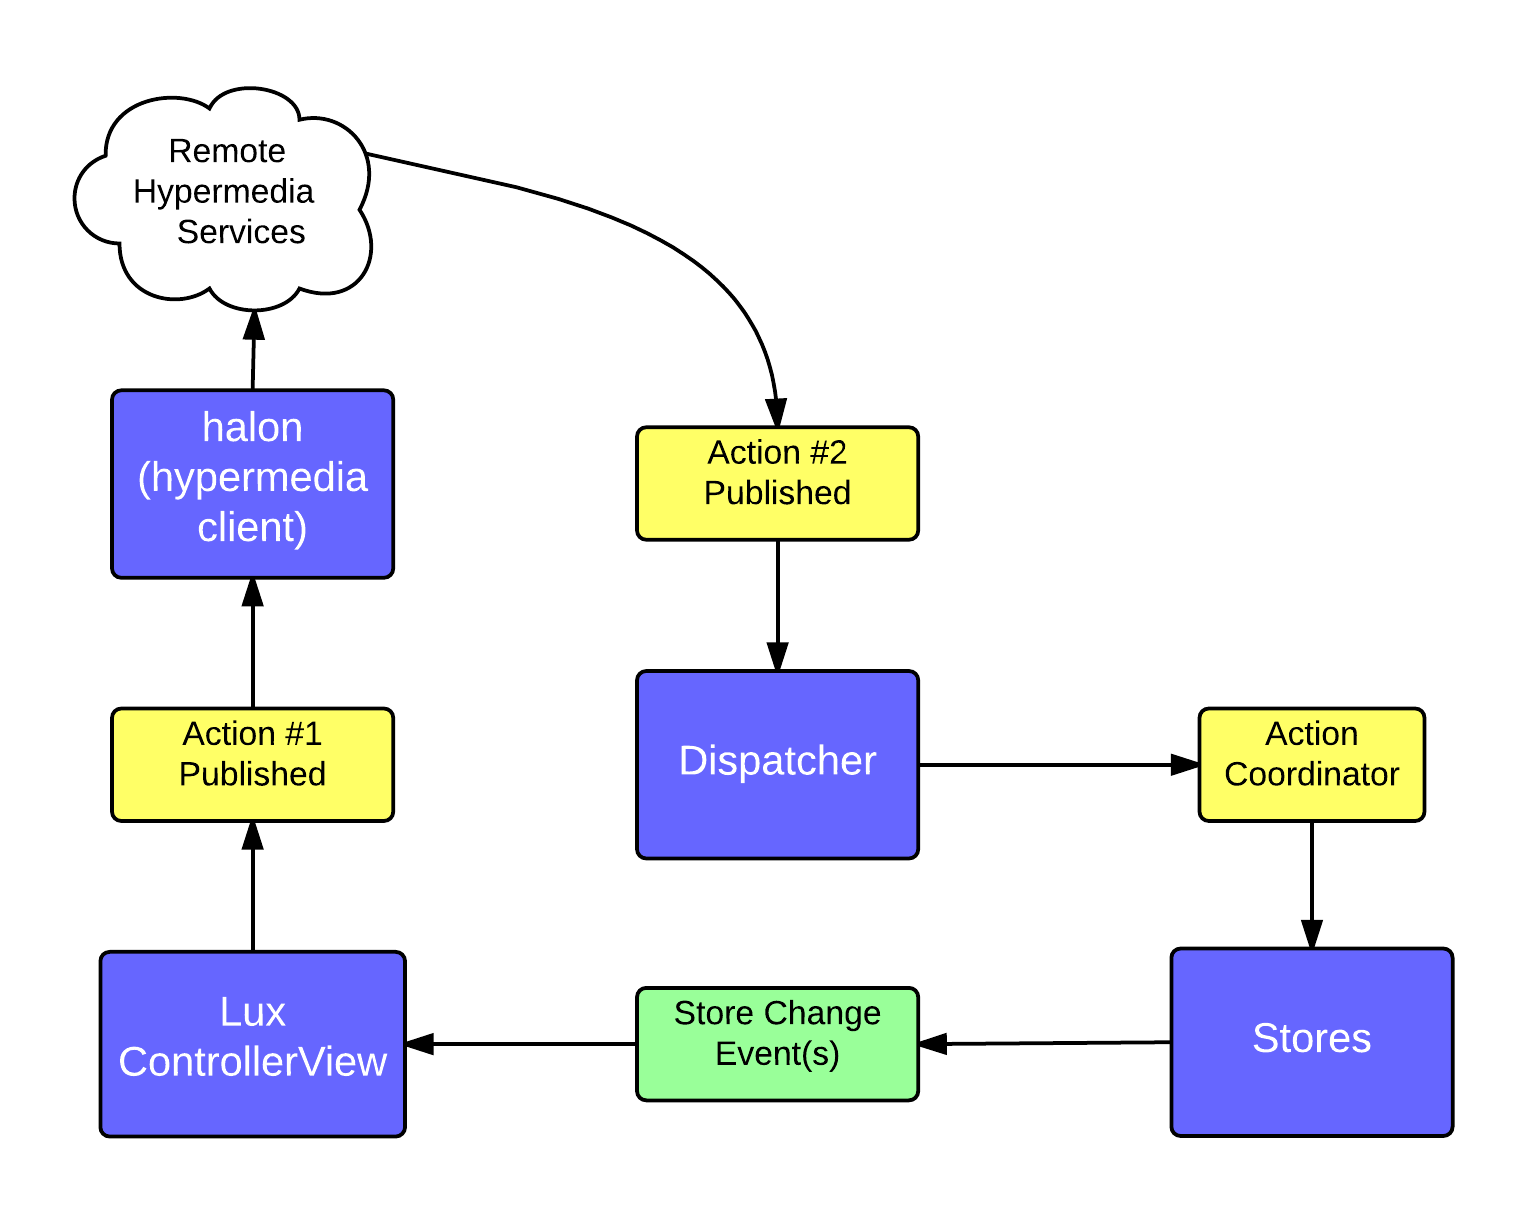 Remote
Hypermedia
Services
halon
(hypermedia
client)
Action #2
Published
Action #1
Published
Dispatcher
Action
Coordinator
Lux
ControllerView
Store Change
Event(s)
Stores